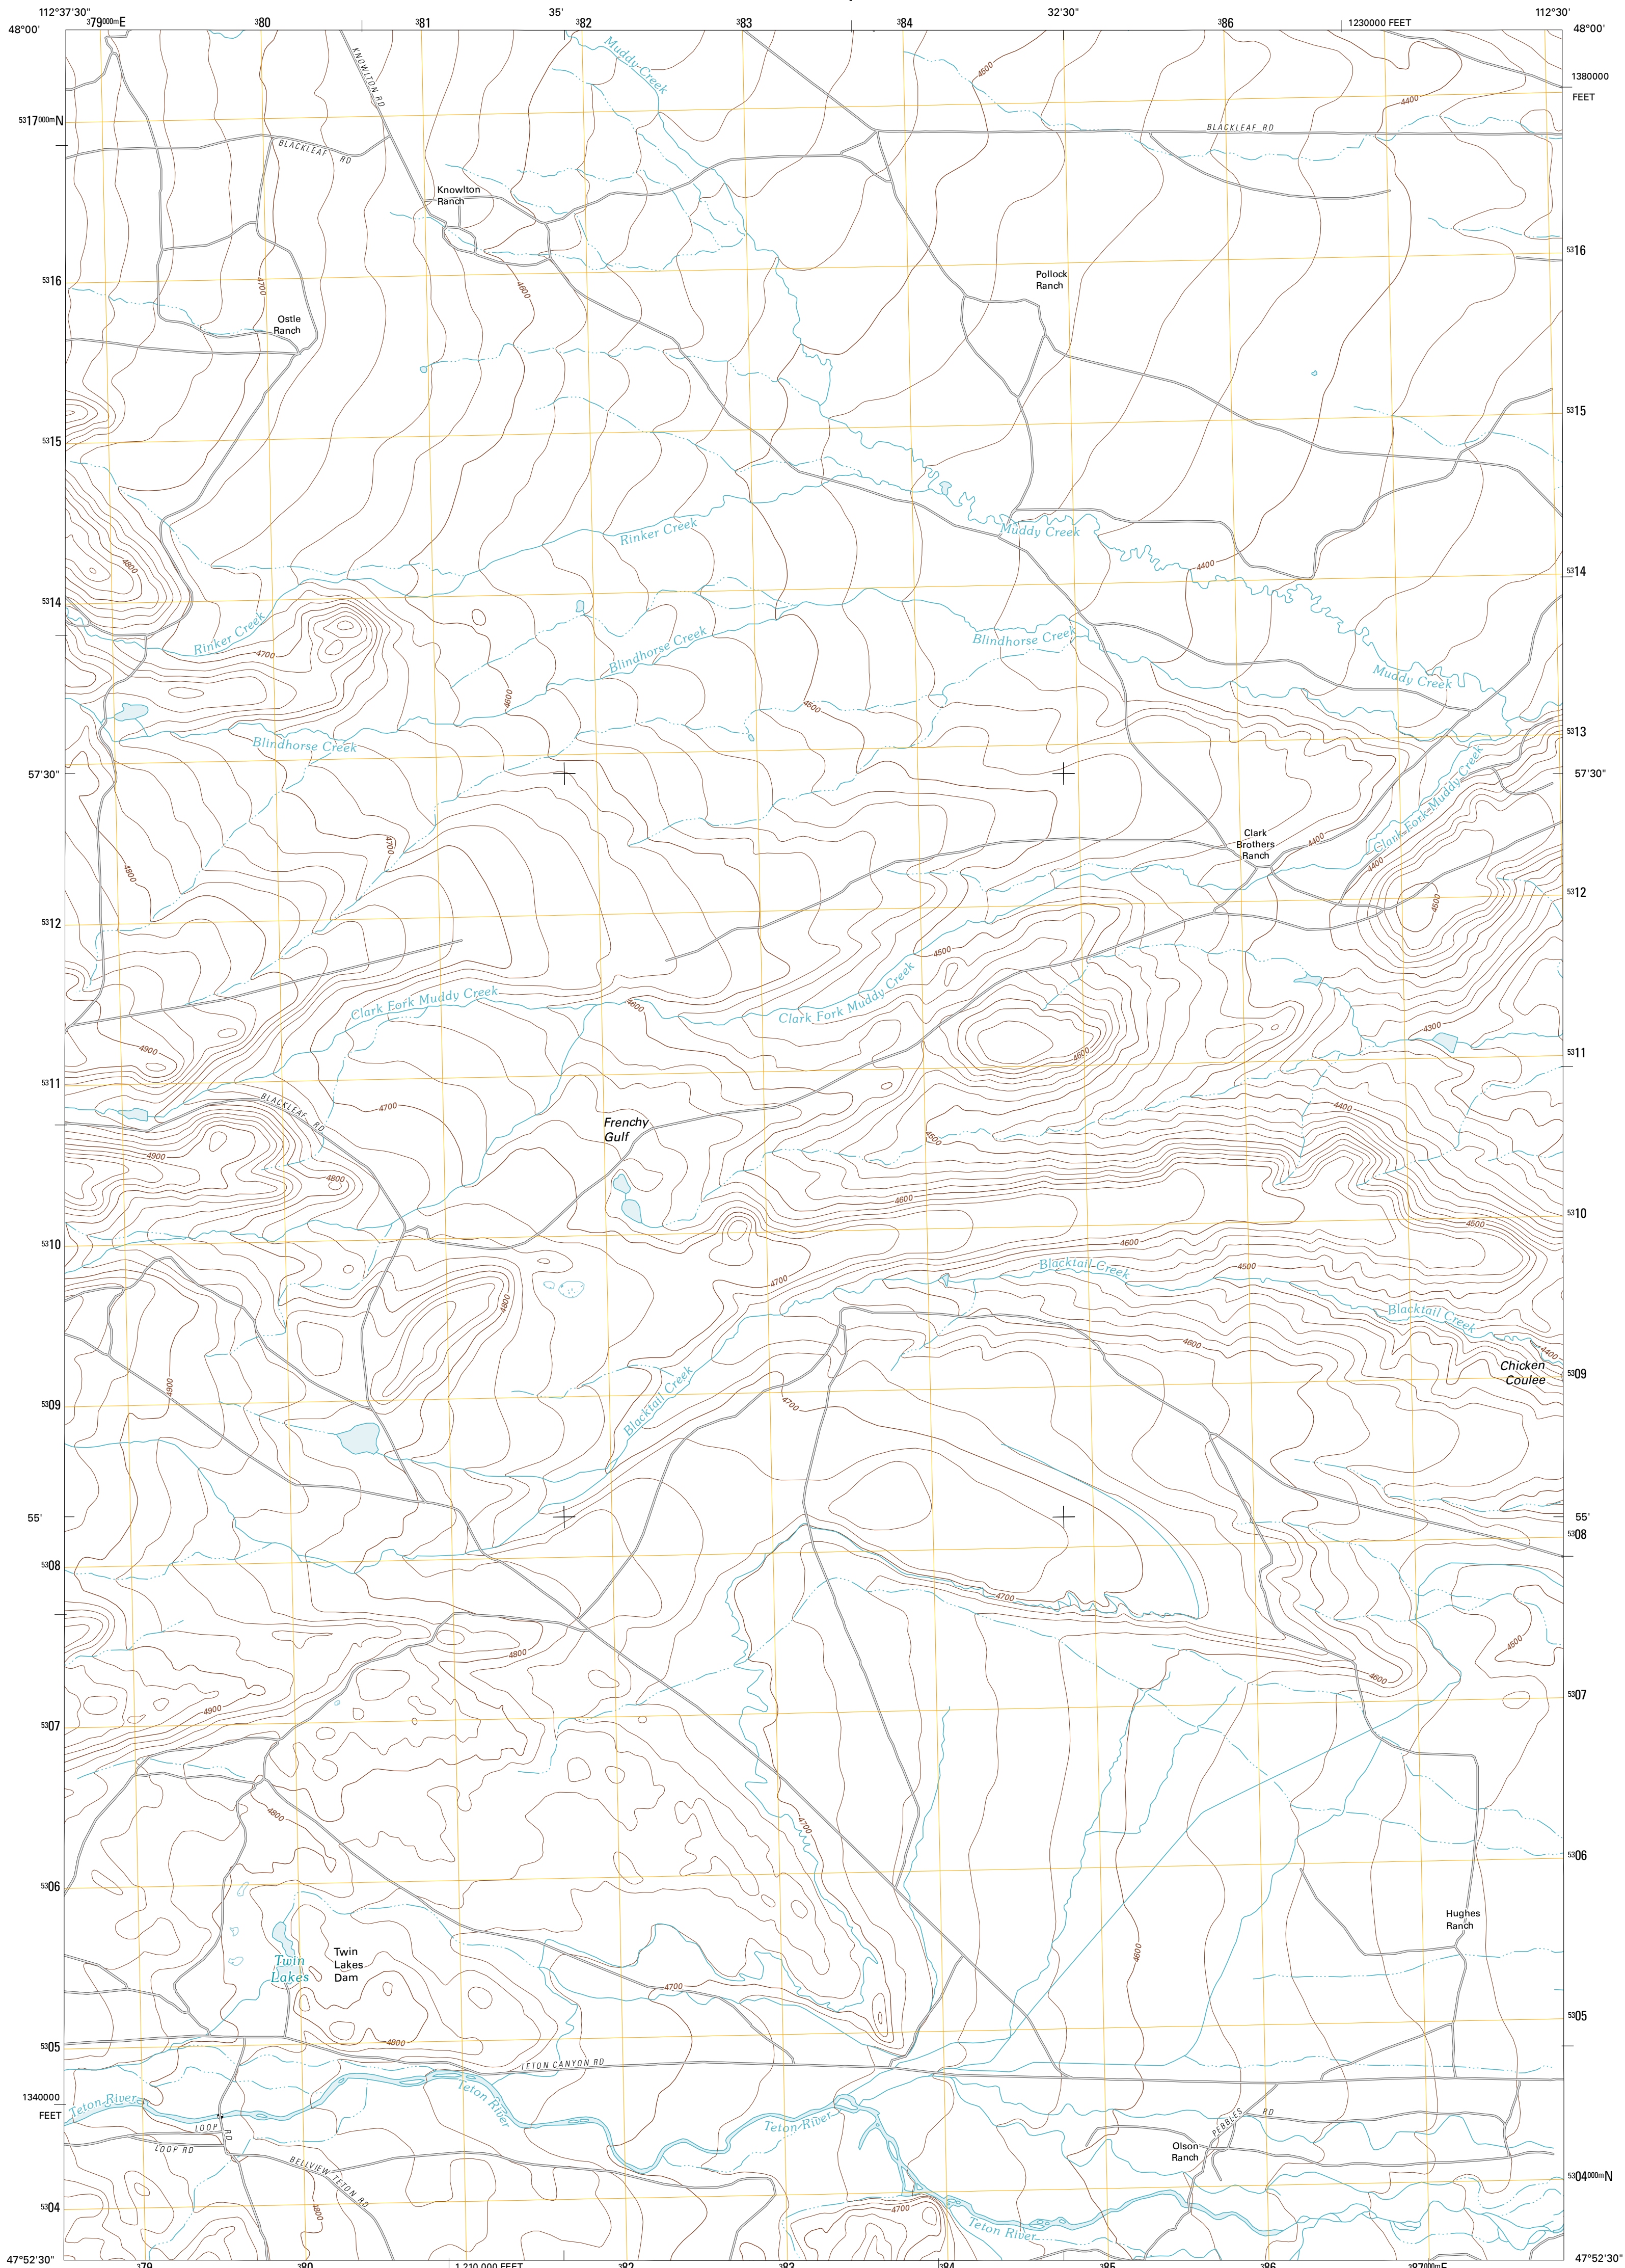 112°37'30"
³79⁰⁰⁰ᵐE
³80
³81
35'
³82
³83
³84
32'30"
³86
1230000 FEET
112°30'
48°00'
48°00'
KNOWLTON RD
Muddy Creek
4500
1380000
FEET
4400
⁵³17⁰⁰⁰ᵐN
BLACKLEAF RD
BLACKLEAF RD
Knowlton
Ranch
⁵³16
⁵³16
4700
4600
Pollock
Ranch
Ostle
Ranch
⁵³15
⁵³15
Rinker Creek
Muddy Creek
4800
4400
⁵³14
⁵³14
Rinker Creek
4700
Blindhorse Creek
Blindhorse Creek
Muddy Creek
4600
4500
Blindhorse Creek
⁵³13
57'30"
57'30"
Clark Fork Muddy Creek
4700
4800
Clark
Brothers
Ranch
4400
4400
4500
⁵³12
⁵³12
4500
Clark Fork Muddy Creek
4600
Clark Fork Muddy Creek
4300
4900
4600
⁵³11
⁵³11
BLACKLEAF RD
4700
4400
Frenchy
Gulf
4500
4900
4800
4600
⁵³10
⁵³10
4500
4600
Blacktail Creek
4500
4700
4800
Blacktail Creek
4600
4400
Chicken
Coulee
4900
Blacktail Creek
4700
⁵³09
⁵³09
55'
55'
⁵³08
⁵³08
4700
4600
4800
4600
4900
⁵³07
⁵³07
4800
4700
⁵³06
⁵³06
Hughes
Ranch
4600
Twin
Lakes
Twin
Lakes
Dam
4700
⁵³05
⁵³05
4800
TETON CANYON RD
1340000
FEET
Teton River
Teton River
Teton River
LOOP RD
LOOP RD
PEBBLES RD
Olson
Ranch
BELLVIEW TETON RD
⁵³04⁰⁰⁰ᵐN
⁵³04
4800
4700
Teton River
47°52'30"
47°52'30"
³79
³80
1 210 000 FEET
³82
³83
³84
³85
³86
³87⁰⁰⁰ᵐE